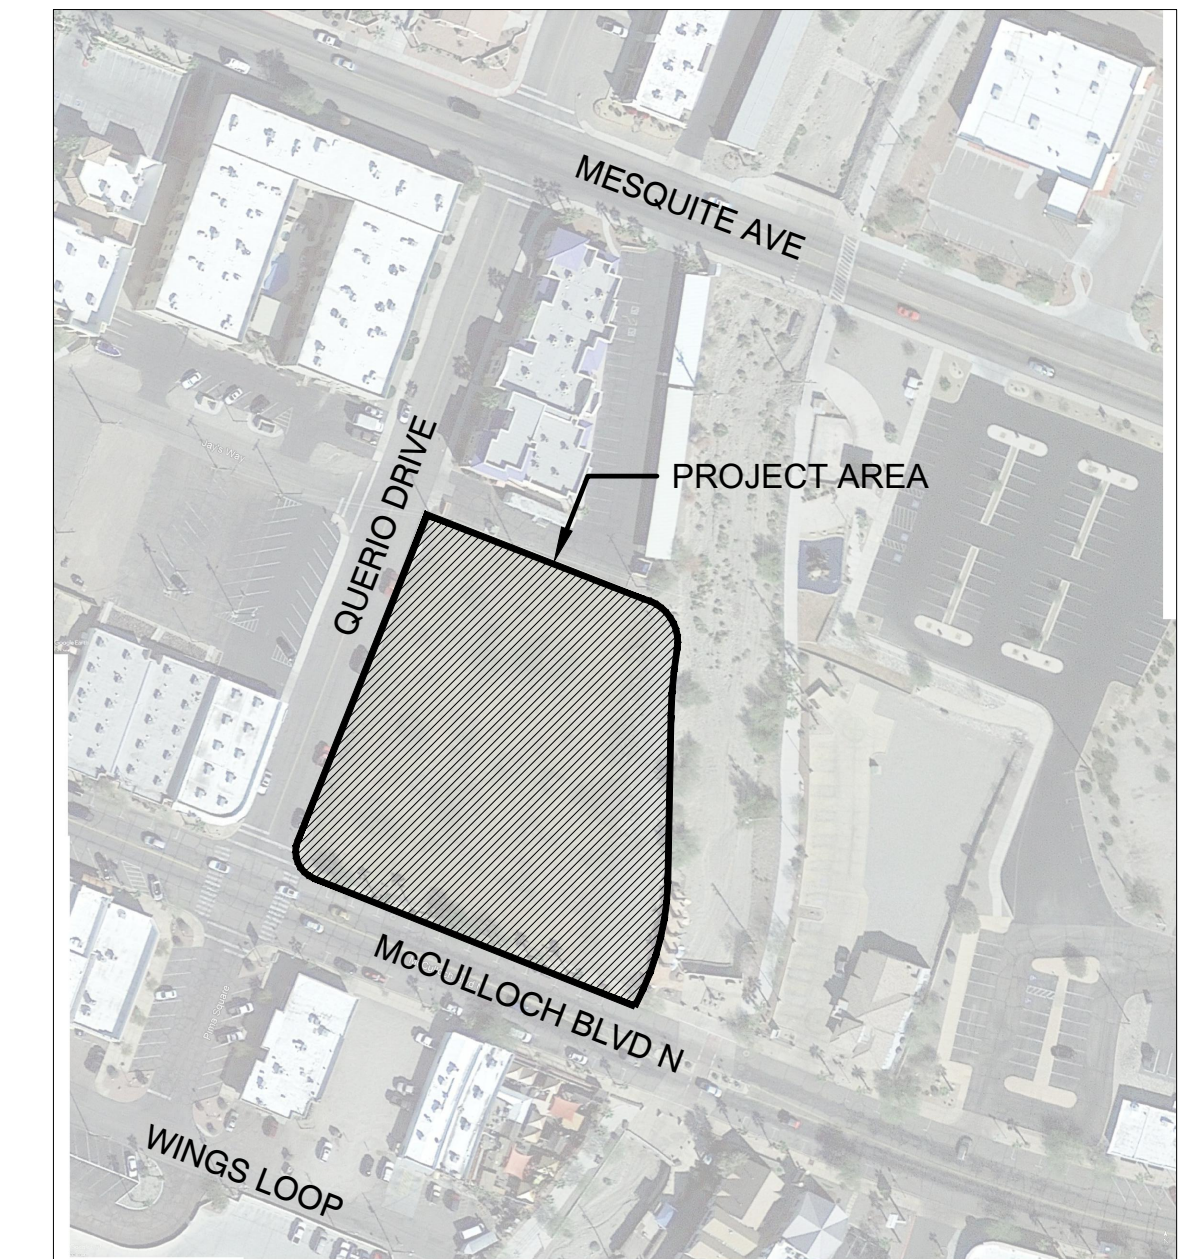 MESQUITE AVE
PROJECT AREA
QUERIO DRIVE
McCULLOCH BLVD N
WINGS LOOP